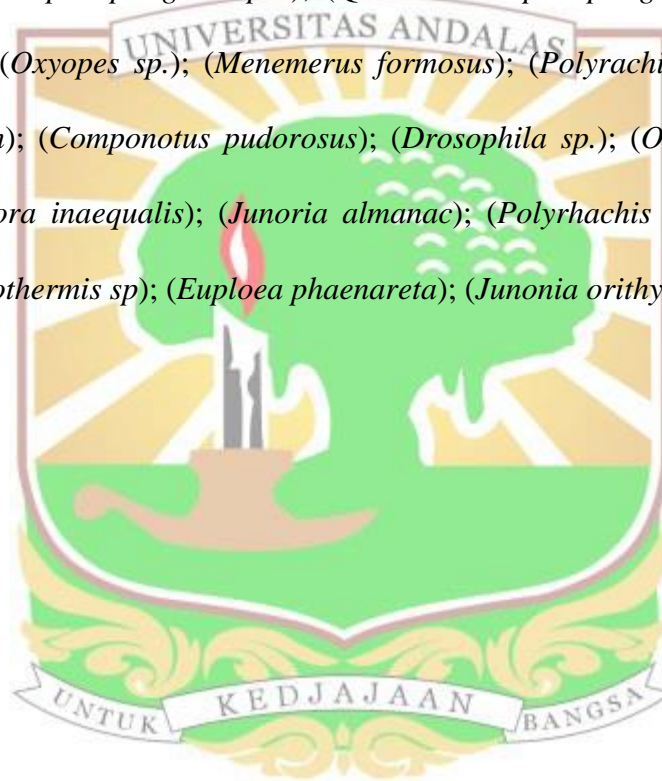 UNIVERSITAS ANDALAS
(Oxyopes sp.); (Menemerus formosus); (Polyrachi
); (Componotus pudorosus); (Drosophila sp.); (O
ora inaequalis); (Junoria almanac); (Polyrhachis
othermis sp); (Euploea phaenareta); (Junonia orithy
UNTUK KEDJAJAAN BANGSA